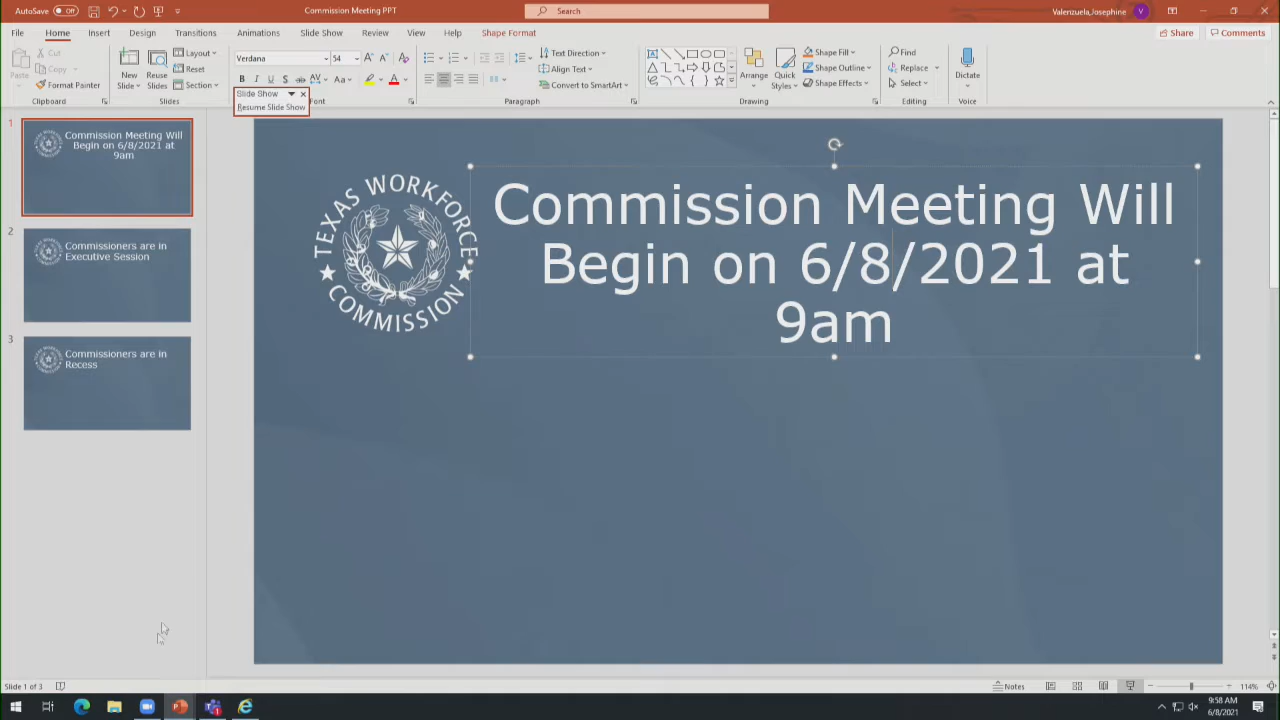 AutoSave Off
Commission Meeting PPT
Search
Valenzuela,Josephine V
File Home Insert Design Transitions Animations Slide Show Review View Help Shape Format
Share Comments
Paste
Cut
Copy
Format Painter
Clipboard
New
Slides
Reuse
Slides
Layout
Reset
Section
Slides
Verdana 54
Font
Slide Show
Resume Slide Show
Text Direction
Align Text
Convert to SmartArt
Paragraph
Arrange
Quick
Styles
Shape Fill
Shape Outline
Shape Effects
Drawing
Find
Replace
Select
Editing
Dictate
Voice
1
Commission Meeting Will
Begin on 6/8/2021 at
9am
2
Commissioners are in
Executive Session
3
Commissioners are in
Recess
TEXAS WORKFORCE
COMMISSION
Commission Meeting Will
Begin on 6/8/2021 at
9am
Slide 1 of 3
Notes
114%
9:58 AM
6/8/2021